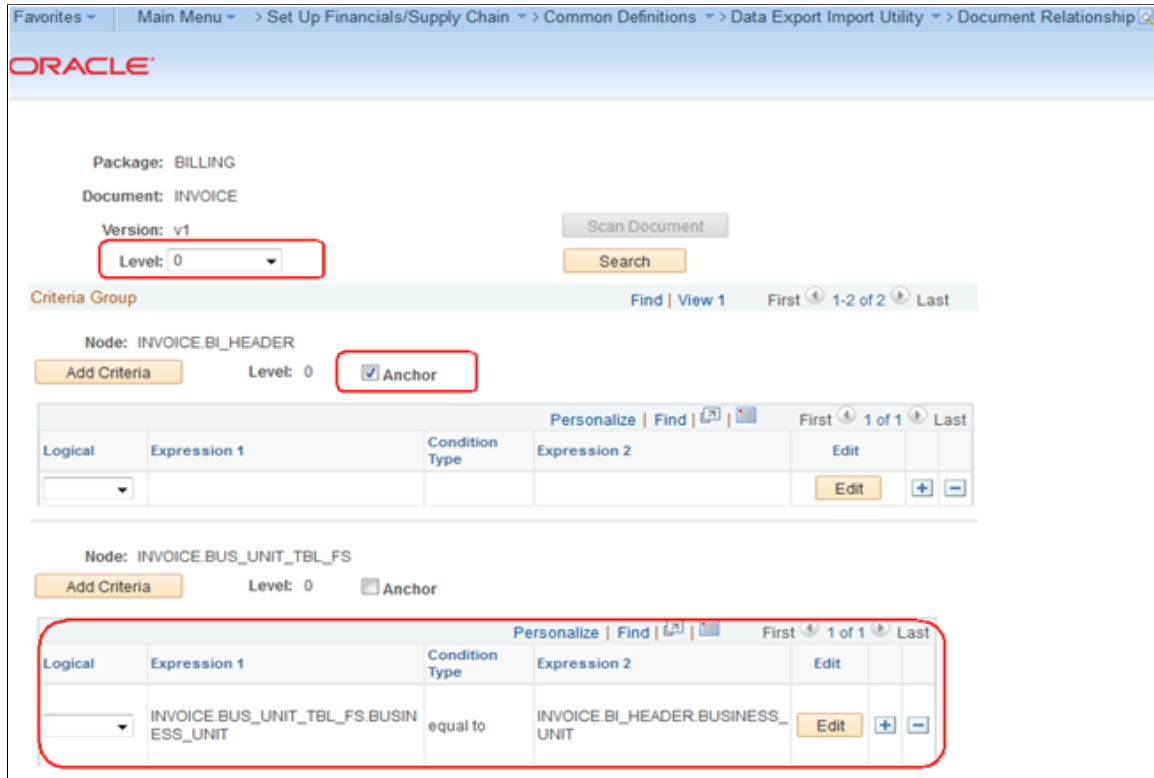 Favorites Main Menu > Set Up Financials/Supply Chain > Common Definitions > Data Export Import Utility > Document Relationship
ORACLE
Package: BILLING
Document: INVOICE
Version: v1 Scan Document
Level: 0 Search
Criteria Group Find | View 1 First 1-2 of 2 Last
Node: INVOICE.BI_HEADER
Add Criteria Level: 0 Anchor
Personalize | Find | | First 1 of 1 Last
Logical Expression 1 Condition Type Expression 2 Edit
Edit
Node: INVOICE.BUS_UNIT_TBL_FS
Add Criteria Level: 0 Anchor
Personalize | Find | | First 1 of 1 Last
Logical Expression 1 Condition Type Expression 2 Edit
INVOICE.BUS_UNIT_TBL_FS.BUSIN equal to INVOICE.BI_HEADER.BUSINESS_ Edit
ESS_UNIT UNIT